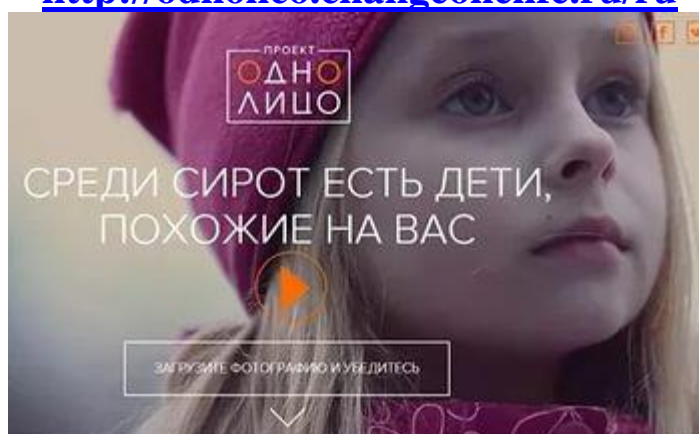 ПРОЕКТ
ОДНО
ЛИЦО
СРЕДИ СИРОТ ЕСТЬ ДЕТИ,
ПОХОЖИЕ НА ВАС
ЗАГРУЗИТЕ ФОТОГРАФИЮ И УБЕДИТЕСЬ